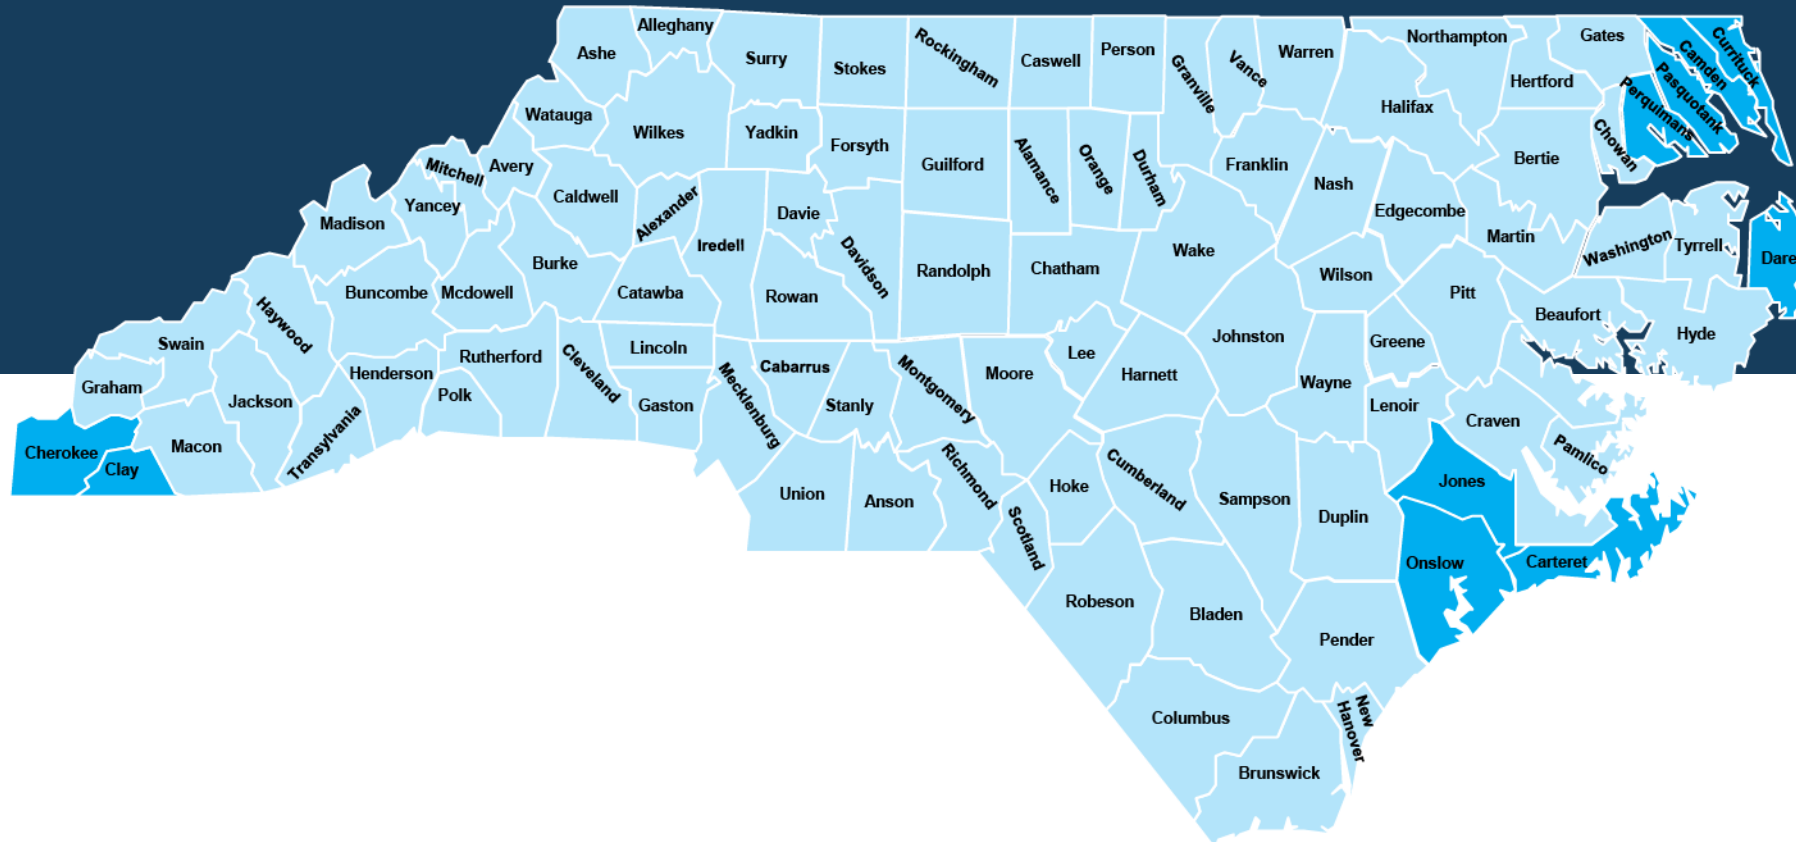 Alleghany
Ashe
Surry
Stokes
Rockingham
Caswell
Person
Granville
Vance
Warren
Northampton
Gates
Hertford
Halifax
Currituck
Camden
Pasquotank
Perquimans
Chowan
Watauga
Wilkes
Yadkin
Forsyth
Guilford
Alamance
Orange
Durham
Franklin
Nash
Bertie
Mitchell
Avery
Caldwell
Alexander
Iredell
Davie
Davidson
Edgecombe
Martin
Washington
Tyrrell
Dare
Madison
Yancey
Burke
Randolph
Chatham
Wake
Wilson
Pitt
Beaufort
Hyde
Buncombe
Mcdowell
Catawba
Rowan
Haywood
Swain
Johnston
Greene
Lincoln
Rutherford
Cleveland
Henderson
Polk
Gaston
Mecklenburg
Cabarrus
Stanly
Montgomery
Moore
Lee
Harnett
Wayne
Lenoir
Craven
Pamlico
Graham
Jackson
Transylvania
Macon
Cherokee
Clay
Union
Anson
Richmond
Scotland
Hoke
Cumberland
Sampson
Duplin
Jones
Onslow
Carteret
Robeson
Bladen
Pender
Columbus
New
Hanover
Brunswick